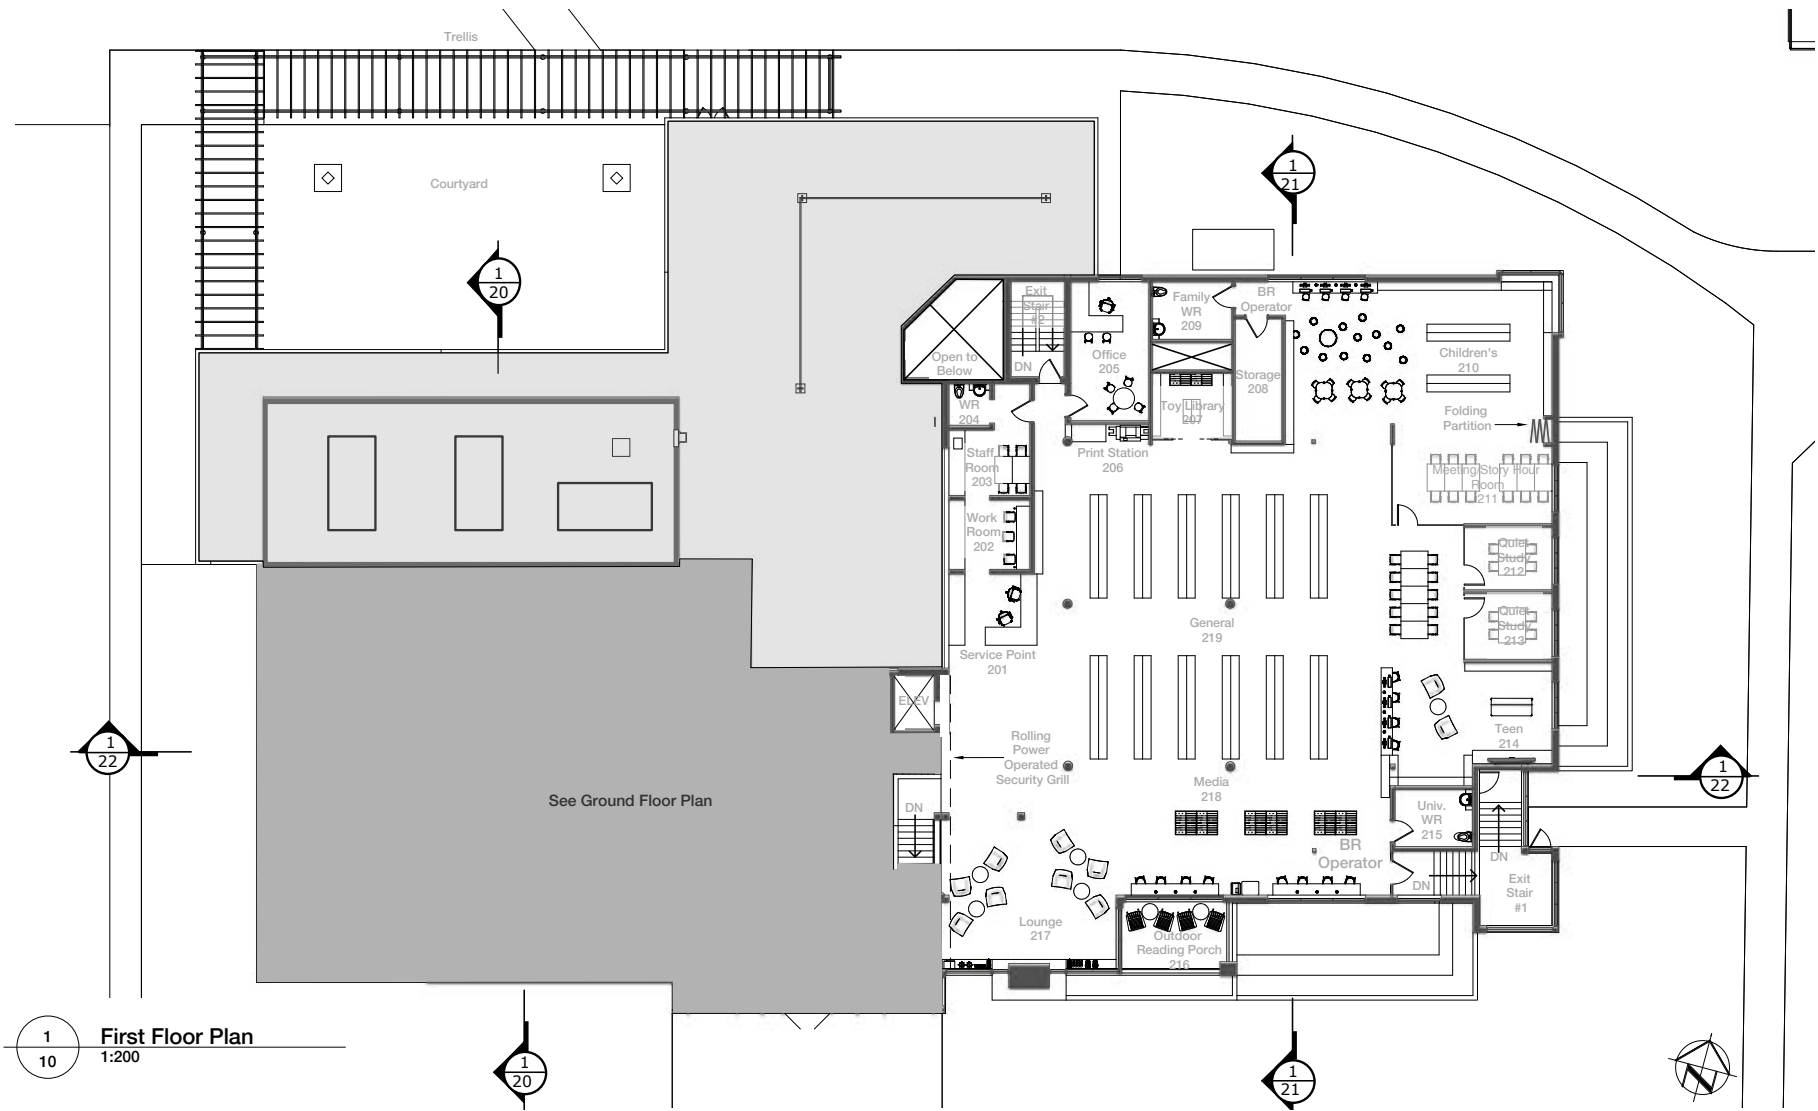 Trellis
Courtyard
1
21
1
20
Exit
Stair
#2
DN
Open to
Below
Office
205
Family
WR
209
BR
Operator
Storage
208
Toy Library
207
Children's
210
Folding
Partition
WR
204
Print Station
206
Staff
Room
203
Meeting/Story Hour
Room
211
Work
Room
202
Quiet
Study
212
Quiet
Study
213
General
219
Service Point
201
ELEV
Teen
214
Rolling
Power
Operated
Security Grill
1
22
1
22
Media
218
See Ground Floor Plan
DN
Univ.
WR
215
BR
Operator
DN
DN
Exit
Stair
#1
Lounge
217
Outdoor
Reading Porch
216
1
10
First Floor Plan
1:200
1
20
1
21
N